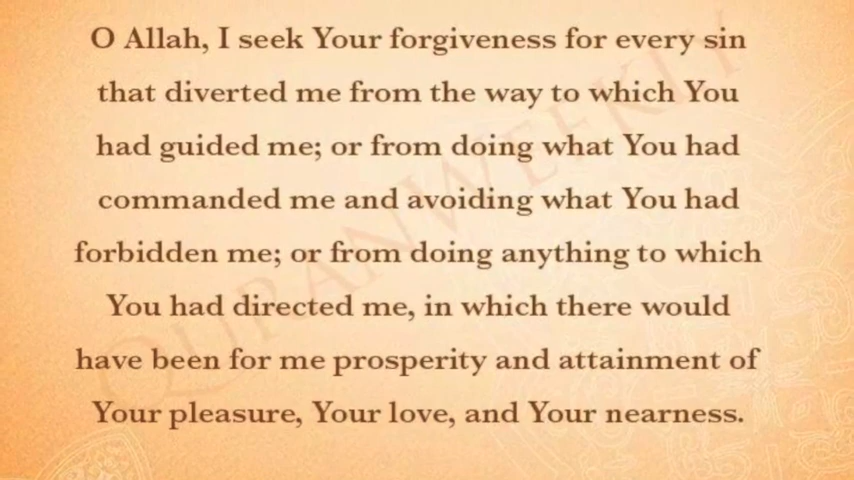 O Allah, I seek Your forgiveness for every sin
that diverted me from the way to which You
had guided me; or from doing what You had
commanded me and avoiding what You had
forbidden me; or from doing anything to which
You had directed me, in which there would
have been for me prosperity and attainment of
Your pleasure, Your love, and Your nearness.
QURANWEEKLY